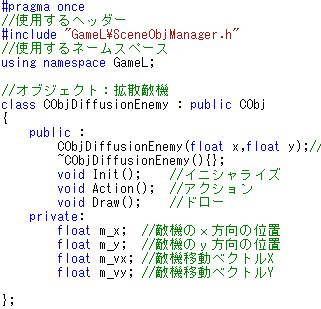 #pragma once
//使用するヘッダー
#include "GameL¥SceneObjManager.h"
//使用するネームスペース
using namespace GameL;
//オブジェクト：拡散敵機
class CObjDiffusionEnemy : public CObj
{
public :
CObjDiffusionEnemy(float x,float y);//
~CObjDiffusionEnemy(){};
void Init(); //イニシャライズ
void Action(); //アクション
void Draw(); //ドロー
private:
float m_x; //敵機のｘ方向の位置
float m_y; //敵機のｙ方向の位置
float m_vx; //敵機移動ベクトルX
float m_vy; //敵機移動ベクトルY
};